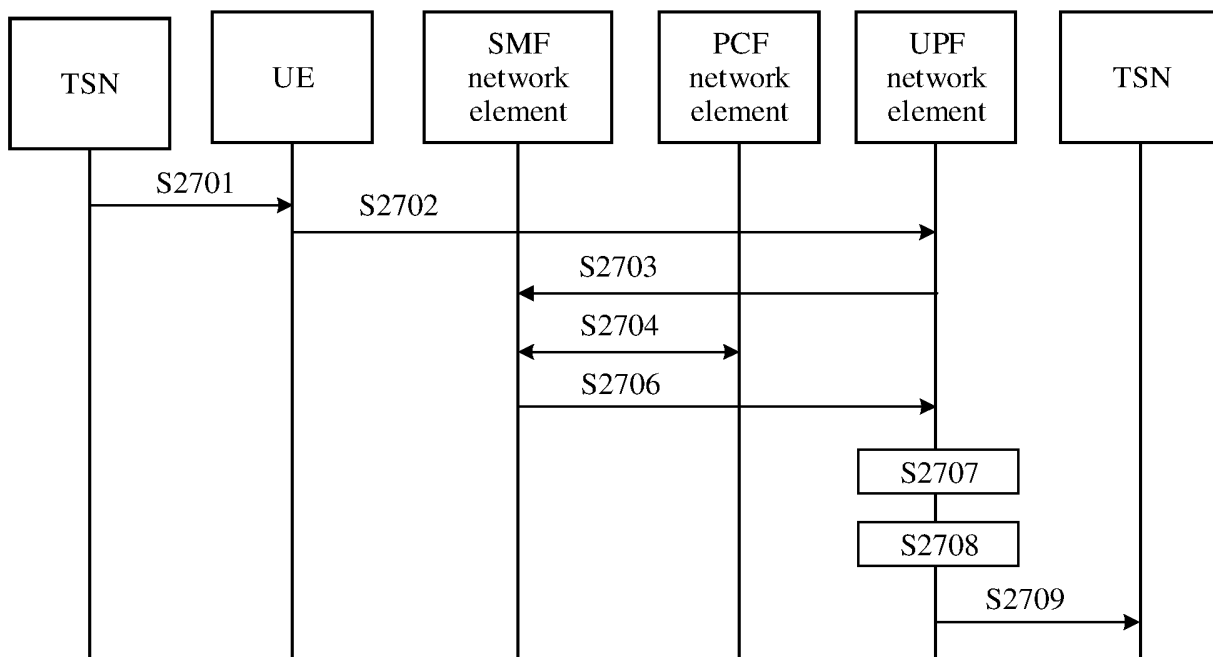 TSN
UE
SMF
network
element
PCF
network
element
UPF
network
element
TSN
S2701
S2702
S2703
S2704
S2706
S2707
S2708
S2709